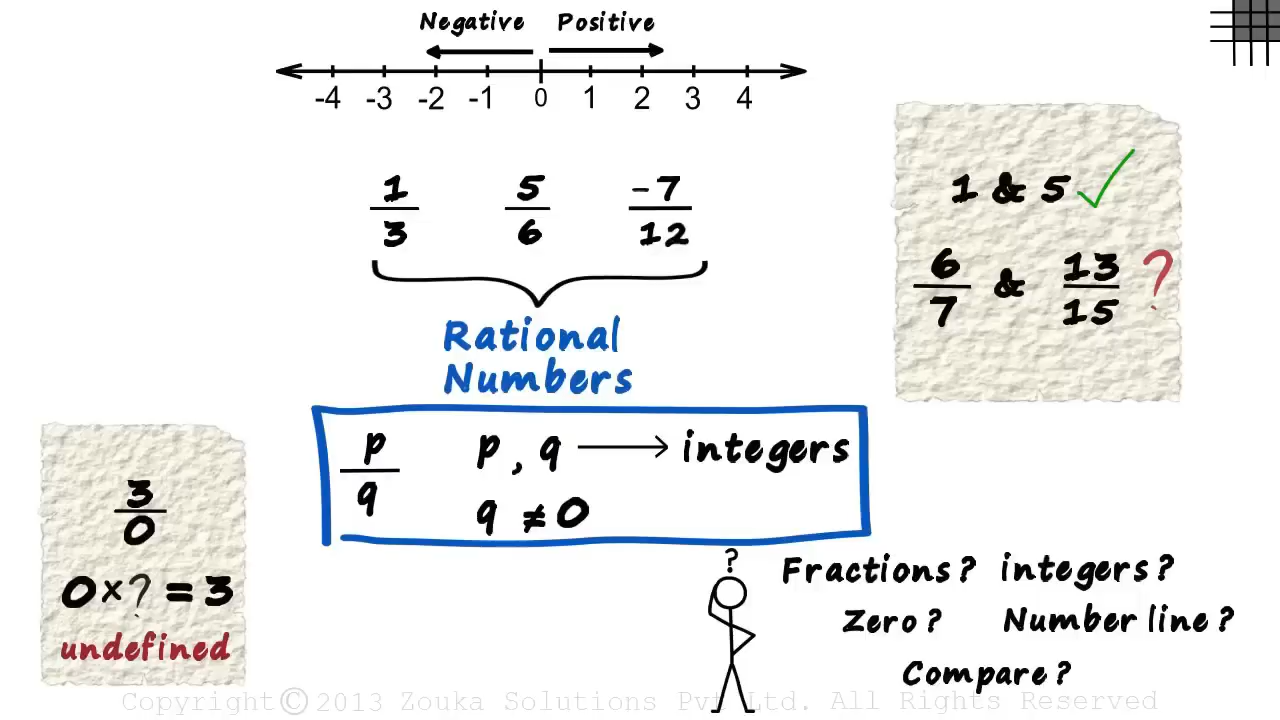 Negative Positive
-4 -3 -2 -1 0 1 2 3 4
1/3 5/6 -7/12
Rational
Numbers
p/q p, q ⟶ integers
q ≠ 0
1 & 5 ✓
6/7 & 13/15 ?
3/0
0 × ? = 3
undefined
?
Fractions? integers?
Zero? Number line?
Compare?
Copyright © 2013 Zouka Solutions Pvt Ltd. All Rights Reserved